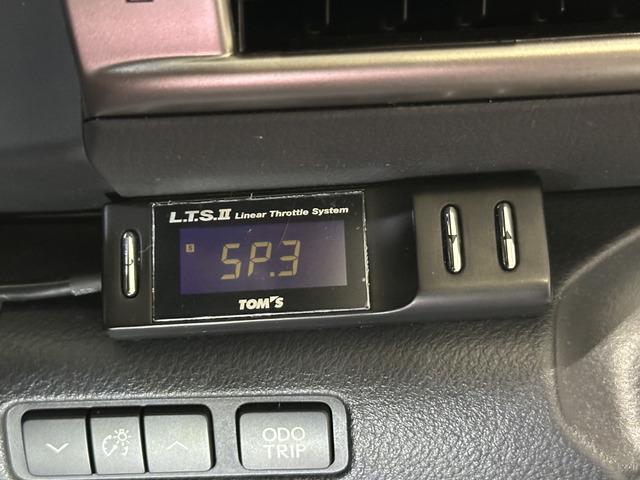 L.T.S.II Linear Throttle System
S SP.3
TOM'S
ODO
TRIP